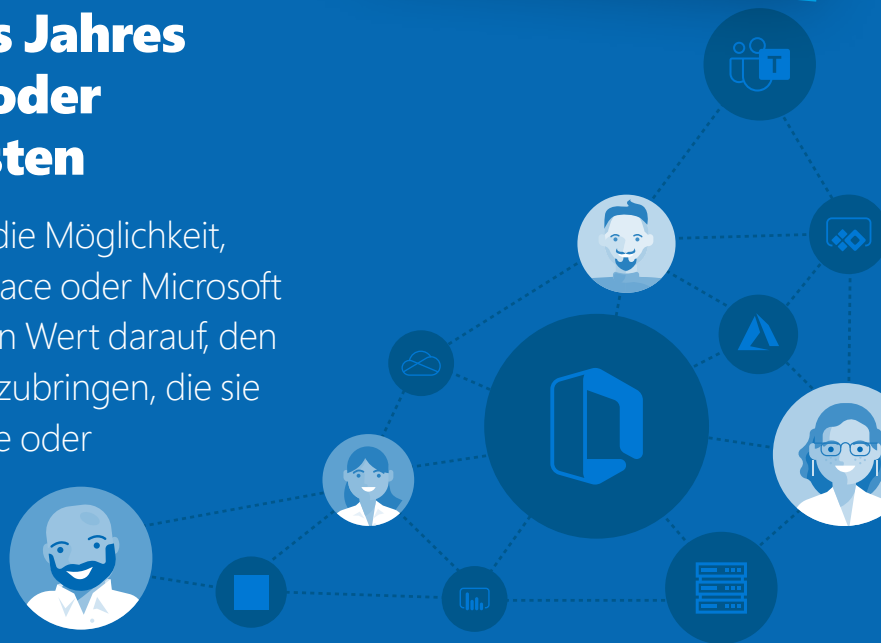 s Jahres
oder
sten
die Möglichkeit,
ace oder Microsoft
n Wert darauf, den
zubringen, die sie
e oder
T